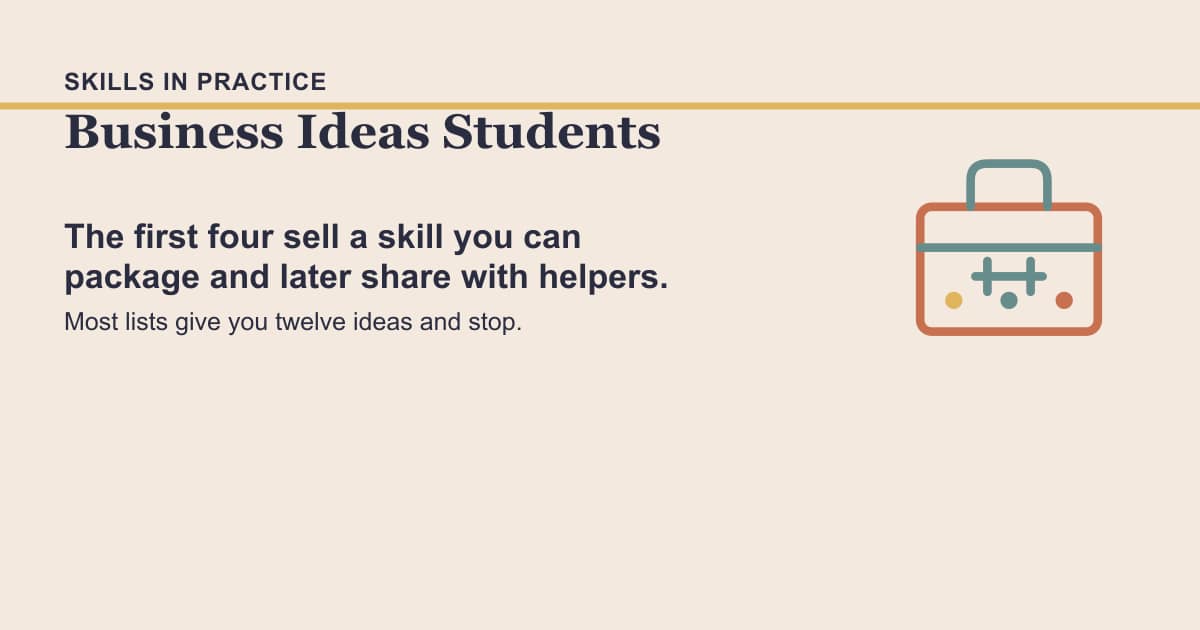 SKILLS IN PRACTICE
Business Ideas Students
The first four sell a skill you can
package and later share with helpers.
Most lists give you twelve ideas and stop.